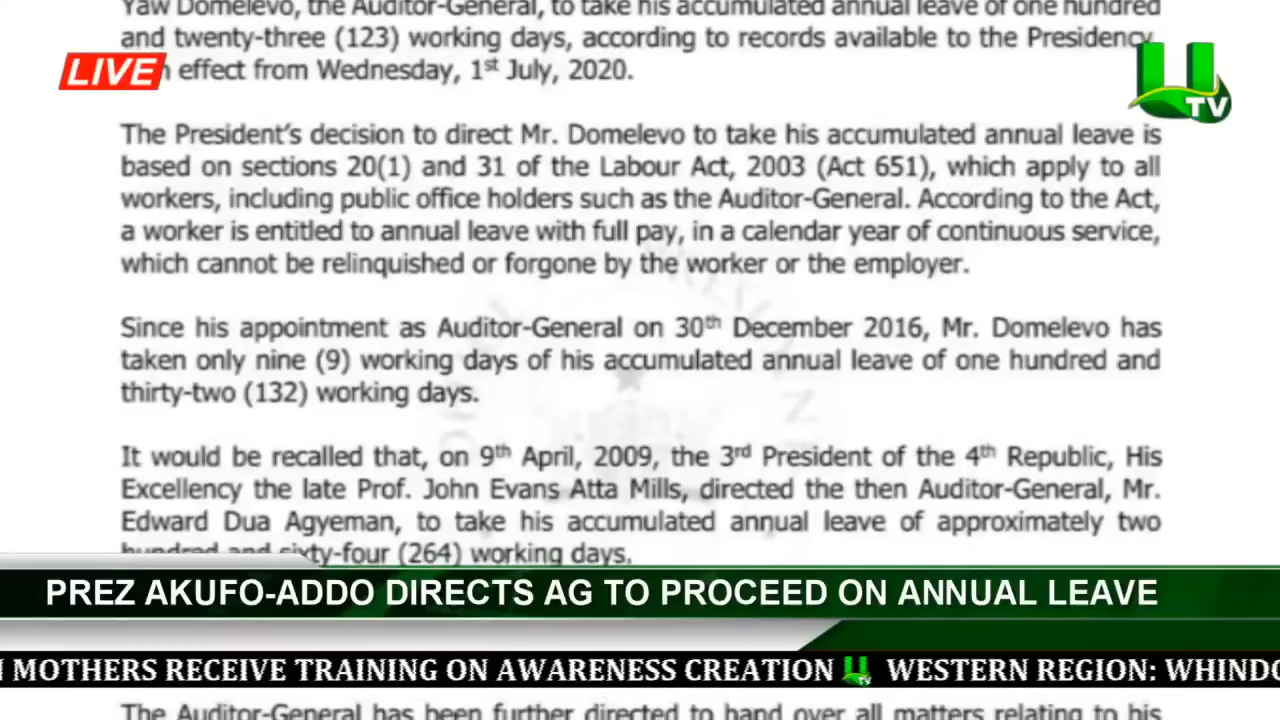 Yaw Domelevo, the Auditor-General, to take his accumulated annual leave of one hundred
and twenty-three (123) working days, according to records available to the Presidency,
effect from Wednesday, 1st July, 2020.
LIVE
U TV
The President's decision to direct Mr. Domelevo to take his accumulated annual leave is
based on sections 20(1) and 31 of the Labour Act, 2003 (Act 651), which apply to all
workers, including public office holders such as the Auditor-General. According to the Act,
a worker is entitled to annual leave with full pay, in a calendar year of continuous service,
which cannot be relinquished or forgone by the worker or the employer.
Since his appointment as Auditor-General on 30th December 2016, Mr. Domelevo has
taken only nine (9) working days of his accumulated annual leave of one hundred and
thirty-two (132) working days.
It would be recalled that, on 9th April, 2009, the 3rd President of the 4th Republic, His
Excellency the late Prof. John Evans Atta Mills, directed the then Auditor-General, Mr.
Edward Dua Agyeman, to take his accumulated annual leave of approximately two
hundred and sixty-four (264) working days.
PREZ AKUFO-ADDO DIRECTS AG TO PROCEED ON ANNUAL LEAVE
MOTHERS RECEIVE TRAINING ON AWARENESS CREATION U TV WESTERN REGION: WHINDO
The Auditor-General has been further directed to hand over all matters relating to his